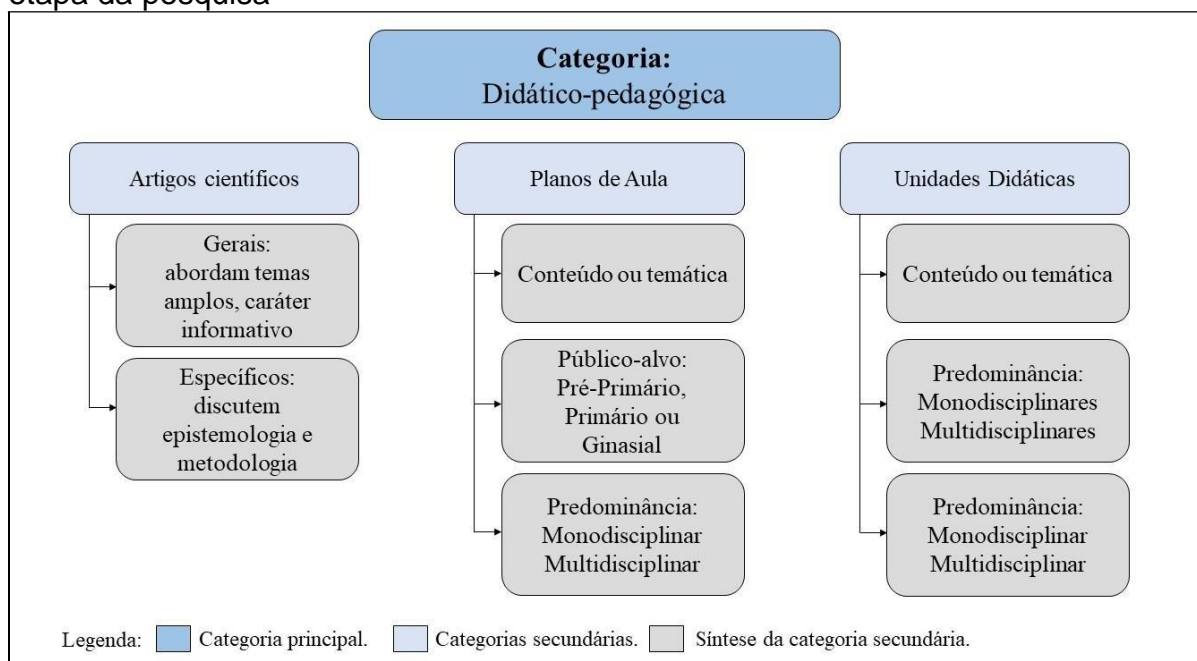 etapa da pesquisa
Categoria:
Didático-pedagógica
Artigos científicos
Gerais:
abordam temas
amplos, caráter
informativo
Específicos:
discutem
epistemologia e
metodologia
Planos de Aula
Conteúdo ou temática
Público-alvo:
Pré-Primário,
Primário ou
Ginasial
Predominância:
Monodisciplinar
Multidisciplinar
Unidades Didáticas
Conteúdo ou temática
Predominância:
Monodisciplinares
Multidisciplinares
Predominância:
Monodisciplinar
Multidisciplinar
Legenda: Categoria principal. Categorias secundárias. Síntese da categoria secundária.